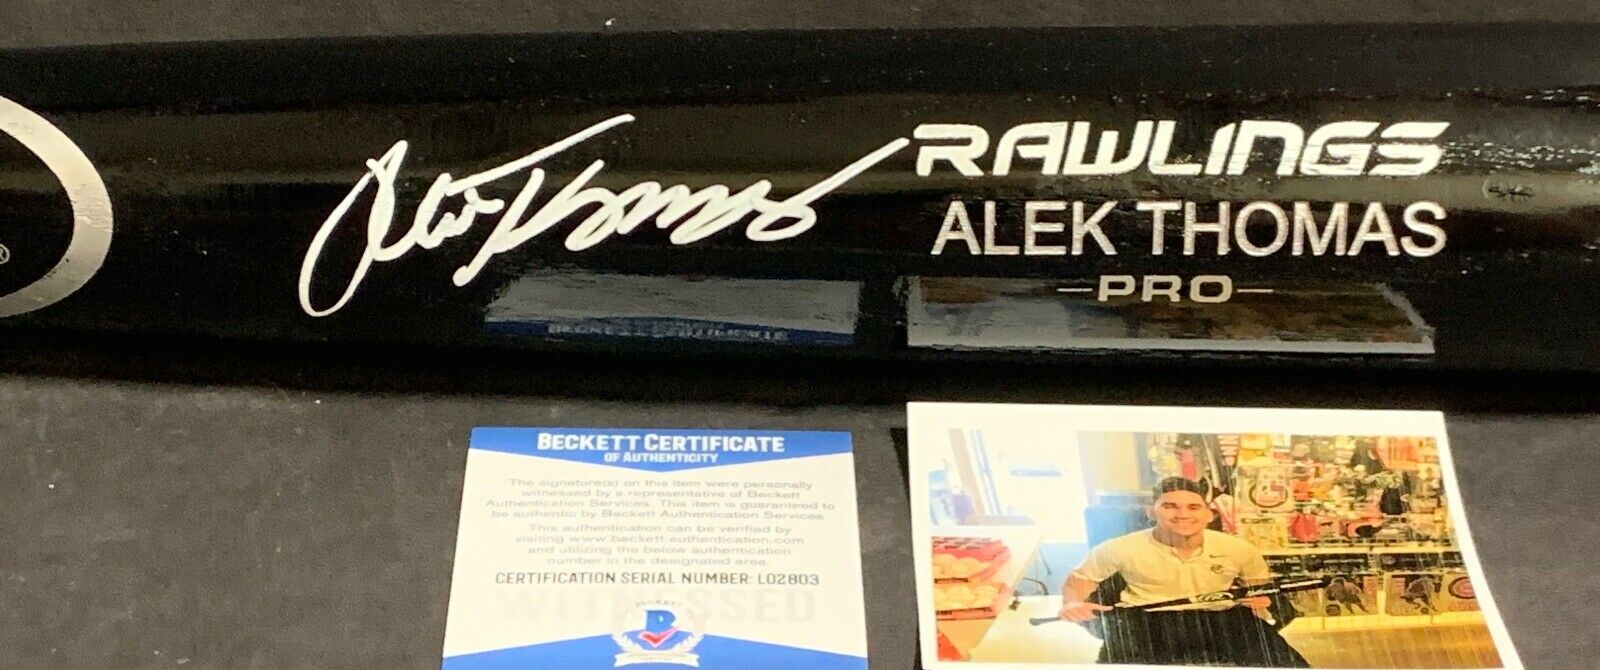 Alek Thomas
RAWLINGS
ALEK THOMAS
-PRO-
®
BECKETT CERTIFICATE
OF AUTHENTICITY
The signature(s) on this item were personally
witnessed by a representative of Beckett
Authentication Services. This item is guaranteed to
be authentic by Beckett Authentication Services
This authentication can be verified by
visiting www.beckett-authentication.com
and utilizing the below authentication
number in the designated area.
CERTIFICATION SERIAL NUMBER: L02803
WITNESSED
BECKETT
B